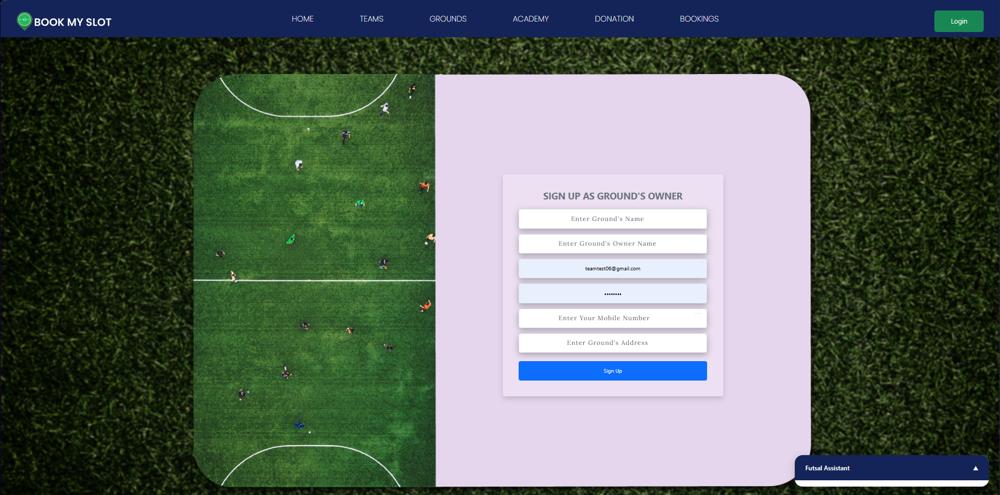 BOOK MY SLOT
HOME
TEAMS
GROUNDS
ACADEMY
DONATION
BOOKINGS
Login
SIGN UP AS GROUND'S OWNER
Enter Ground's Name
Enter Ground's Owner Name
teamtest06@gmail.com
••••••••
Enter Your Mobile Number
Enter Ground's Address
Sign Up
Futsal Assistant